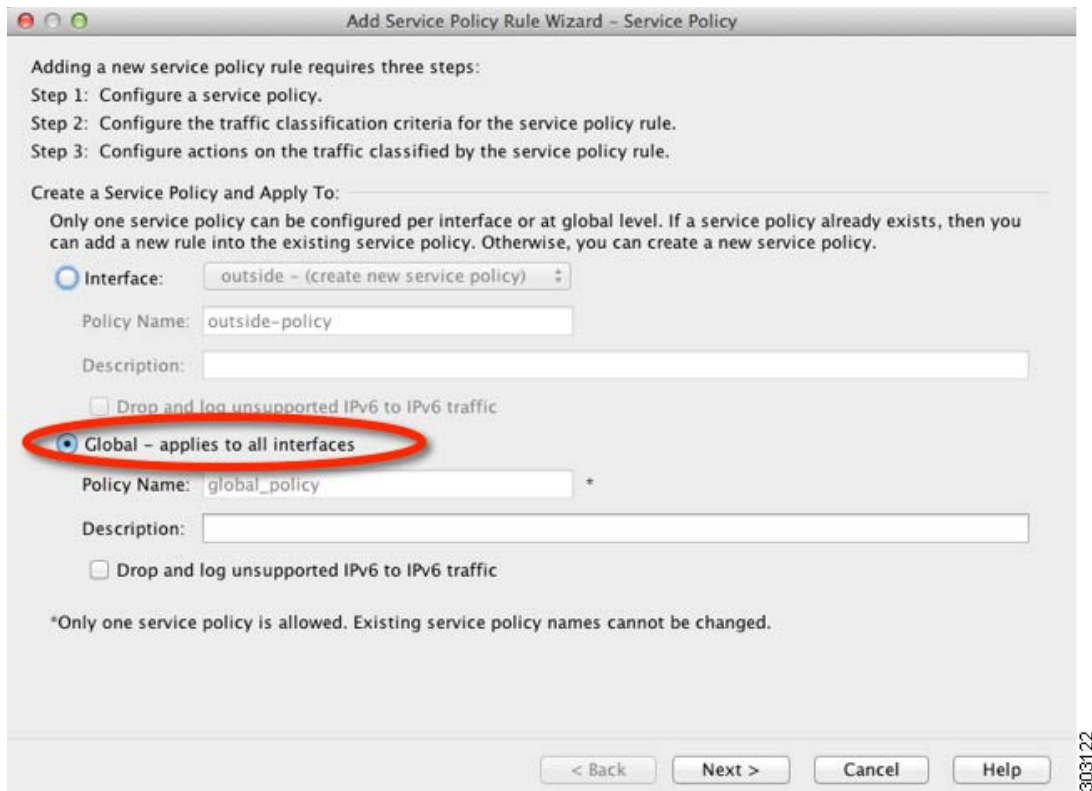 Add Service Policy Rule Wizard – Service Policy
Adding a new service policy rule requires three steps:
Step 1: Configure a service policy.
Step 2: Configure the traffic classification criteria for the service policy rule.
Step 3: Configure actions on the traffic classified by the service policy rule.
Create a Service Policy and Apply To:
Only one service policy can be configured per interface or at global level. If a service policy already exists, then you
can add a new rule into the existing service policy. Otherwise, you can create a new service policy.
Interface: outside – (create new service policy)
Policy Name: outside-policy
Description:
Drop and log unsupported IPv6 to IPv6 traffic
Global – applies to all interfaces
Policy Name: global_policy *
Description:
Drop and log unsupported IPv6 to IPv6 traffic
*Only one service policy is allowed. Existing service policy names cannot be changed.
< Back Next > Cancel Help
303122